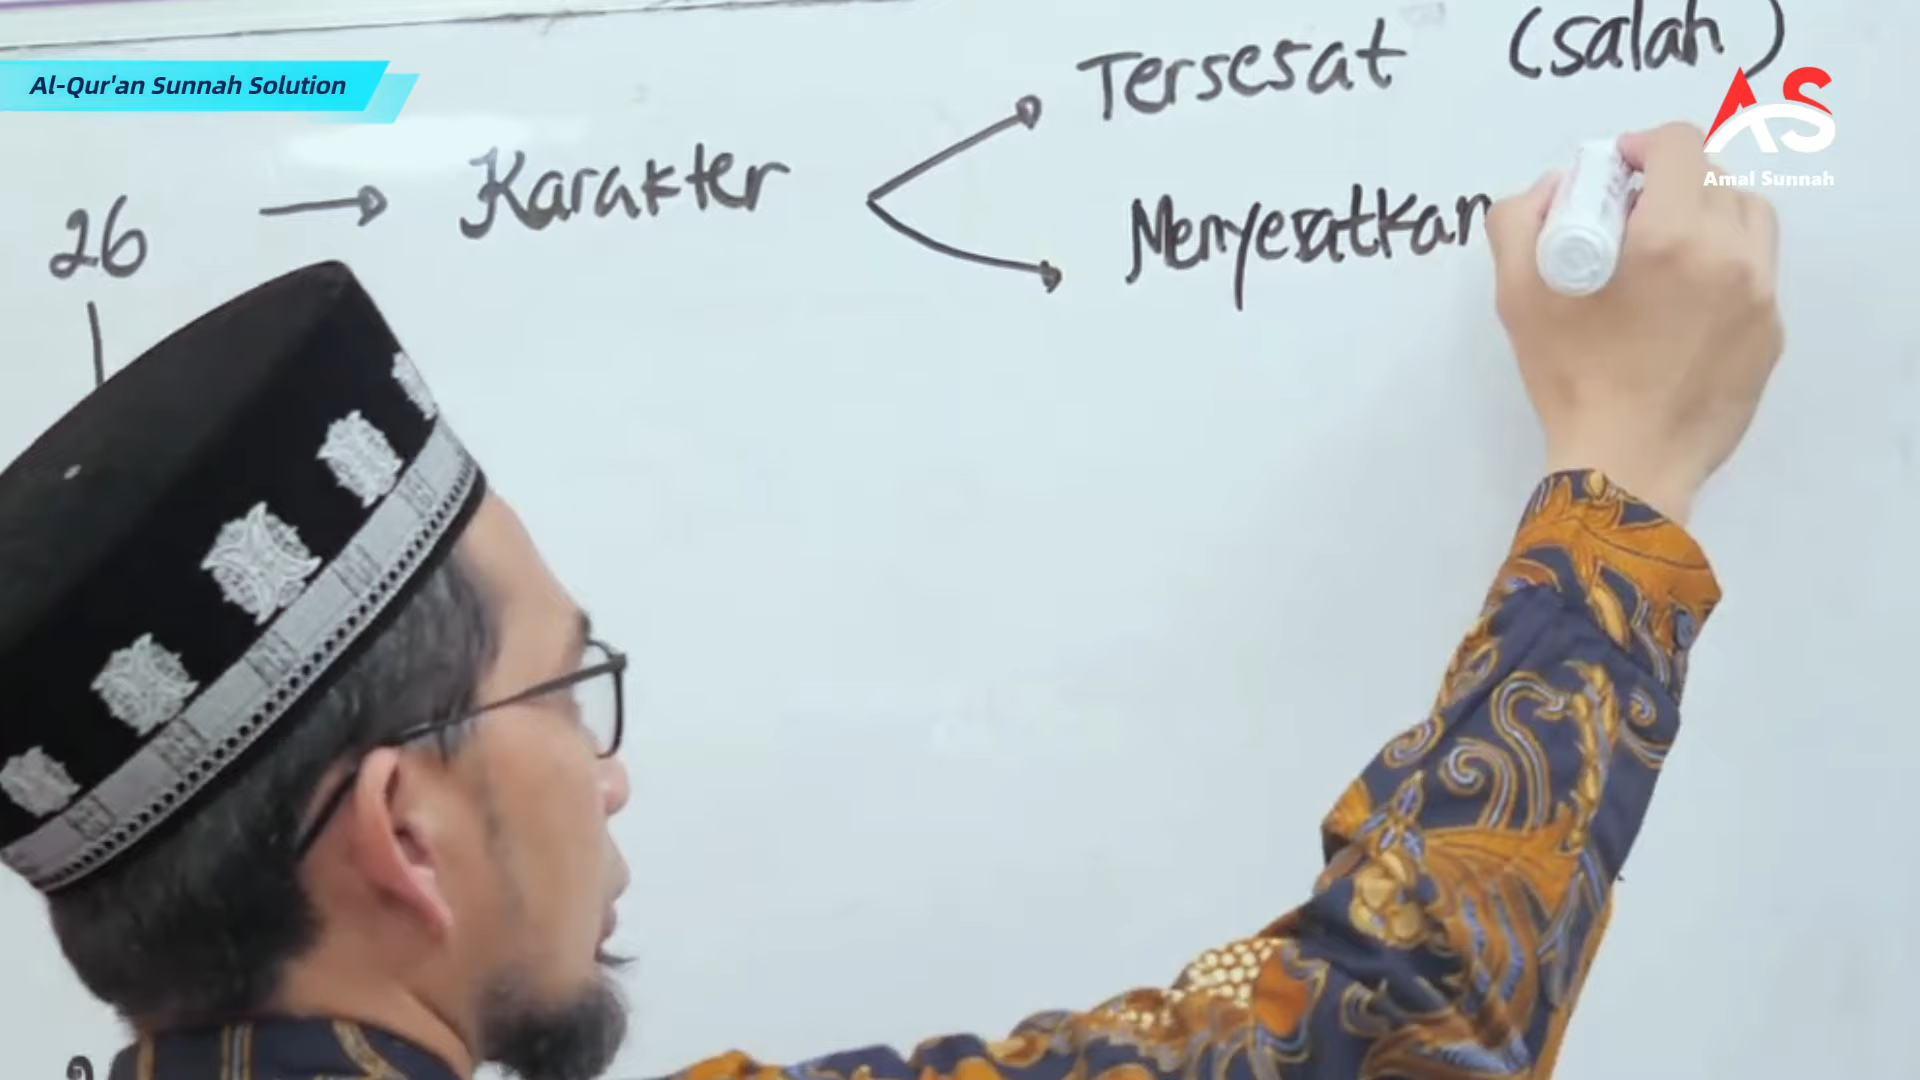 Al-Qur'an Sunnah Solution
Tersesat (salah)
AS
Amal Sunnah
26 Karakter
Menyesatkan